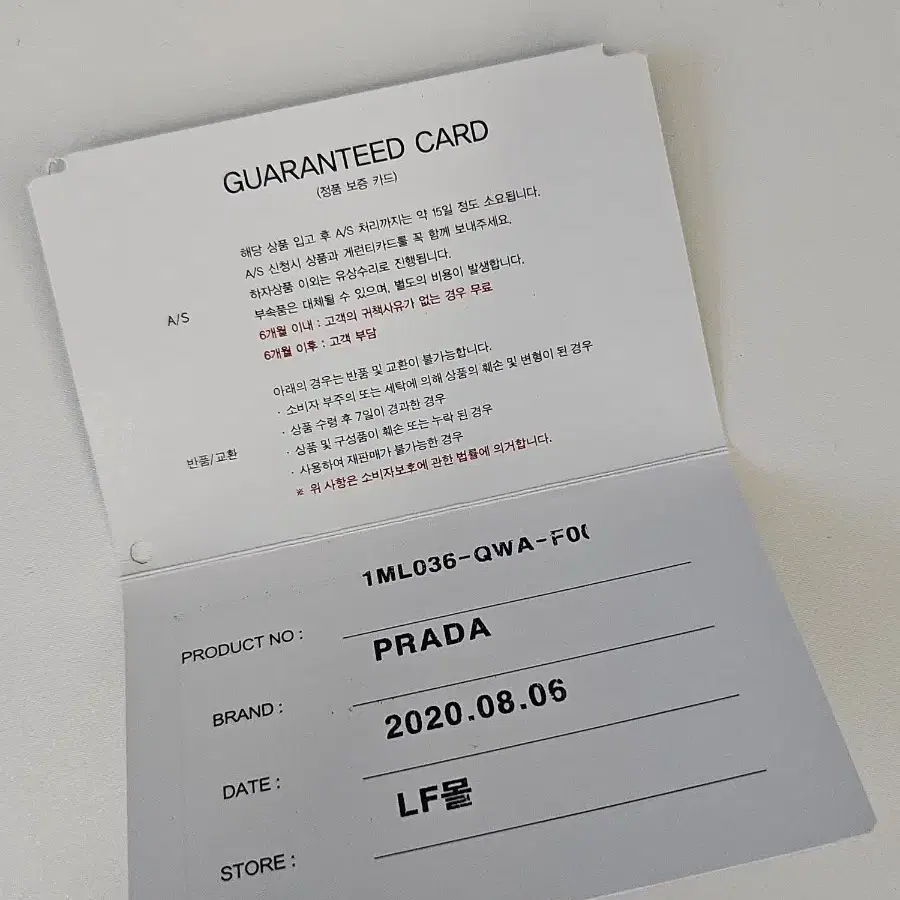 GUARANTEED CARD
(정품 보증 카드)
A/S
해당 상품 입고 후 A/S 처리까지는 약 15일 정도 소요됩니다.
A/S 신청시 상품과 게런티카드를 꼭 함께 보내주세요.
하자상품 이외는 유상수리로 진행됩니다.
부속품은 대체될 수 있으며, 별도의 비용이 발생합니다.
6개월 이내 : 고객의 귀책사유가 없는 경우 무료
6개월 이후 : 고객 부담
반품/교환
아래의 경우는 반품 및 교환이 불가능합니다.
· 소비자 부주의 또는 세탁에 의해 상품의 훼손 및 변형이 된 경우
· 상품 수령 후 7일이 경과한 경우
· 상품 및 구성품이 훼손 또는 누락 된 경우
· 사용하여 재판매가 불가능한 경우
※ 위 사항은 소비자보호에 관한 법률에 의거합니다.
PRODUCT NO : 1ML036-QWA-F0
BRAND : PRADA
DATE : 2020.08.06
STORE : LF몰